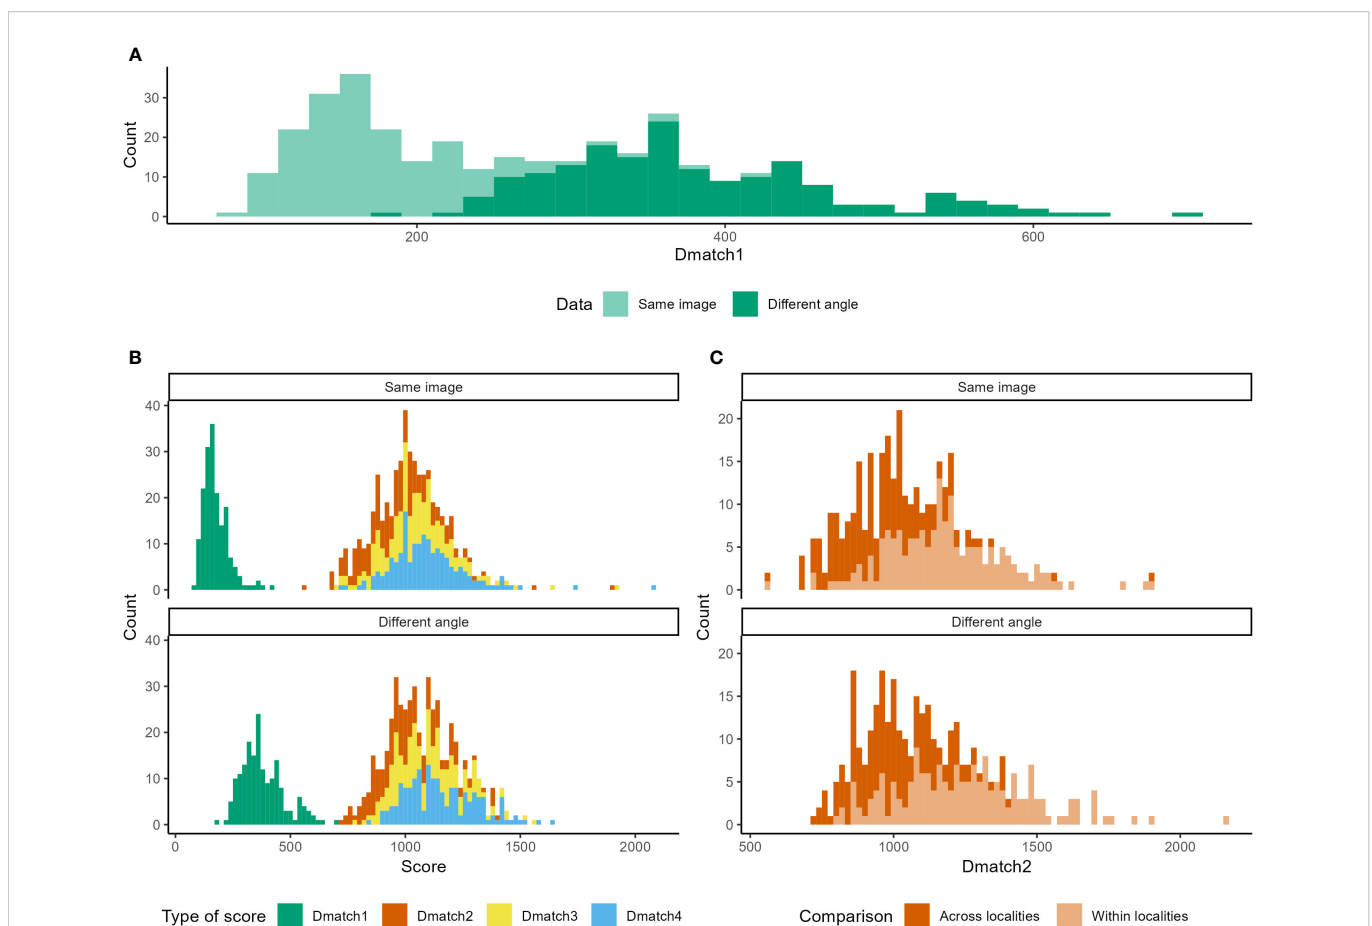 A
Count
30
20
10
0
200 400 600
Dmatch1
Data Same image Different angle
B
Same image
Count
40
30
20
10
0
Different angle
40
30
20
10
0
0 500 1000 1500 2000
Score
Type of score Dmatch1 Dmatch2 Dmatch3 Dmatch4
C
Same image
Count
20
15
10
5
0
Different angle
20
15
10
5
0
500 1000 1500 2000
Dmatch2
Comparison Across localities Within localities